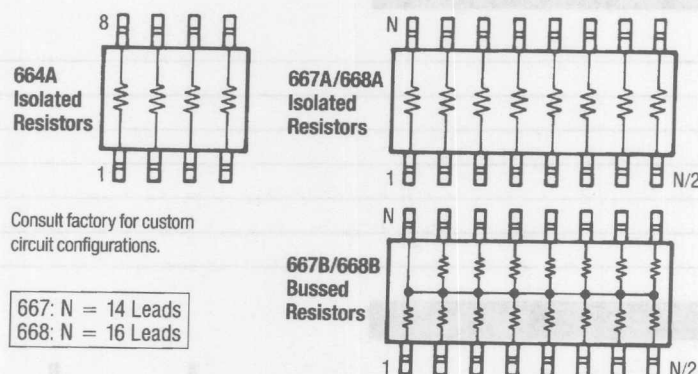 8
664A
Isolated
Resistors
1
Consult factory for custom
circuit configurations.
667: N = 14 Leads
668: N = 16 Leads
N
667A/668A
Isolated
Resistors
1
N/2
N
667B/668B
Bussed
Resistors
1
N/2